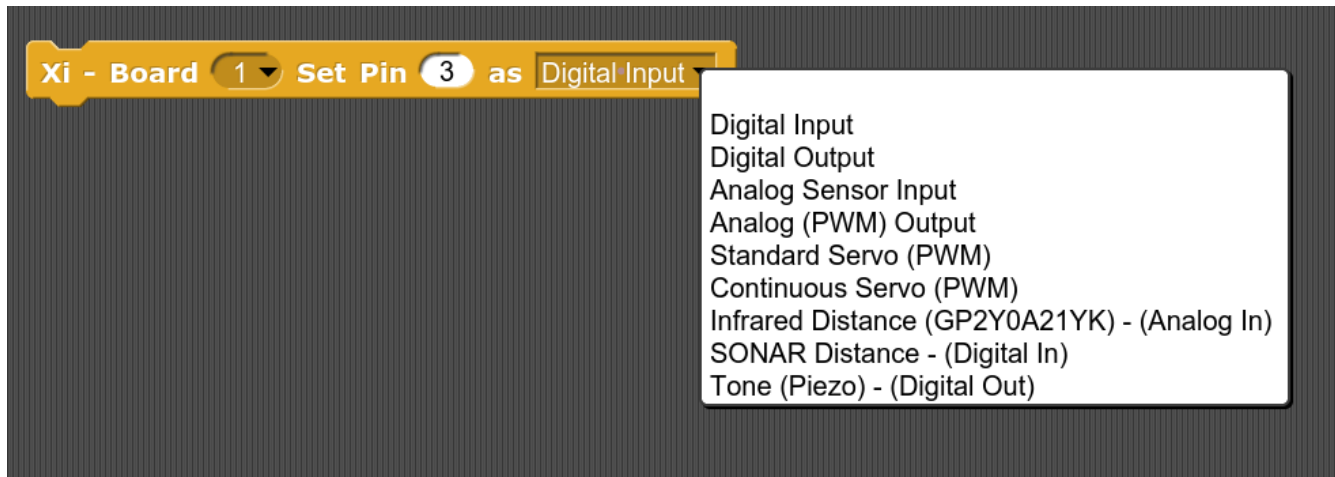 Xi - Board 1 Set Pin 3 as Digital Input
Digital Input
Digital Output
Analog Sensor Input
Analog (PWM) Output
Standard Servo (PWM)
Continuous Servo (PWM)
Infrared Distance (GP2Y0A21YK) - (Analog In)
SONAR Distance - (Digital In)
Tone (Piezo) - (Digital Out)